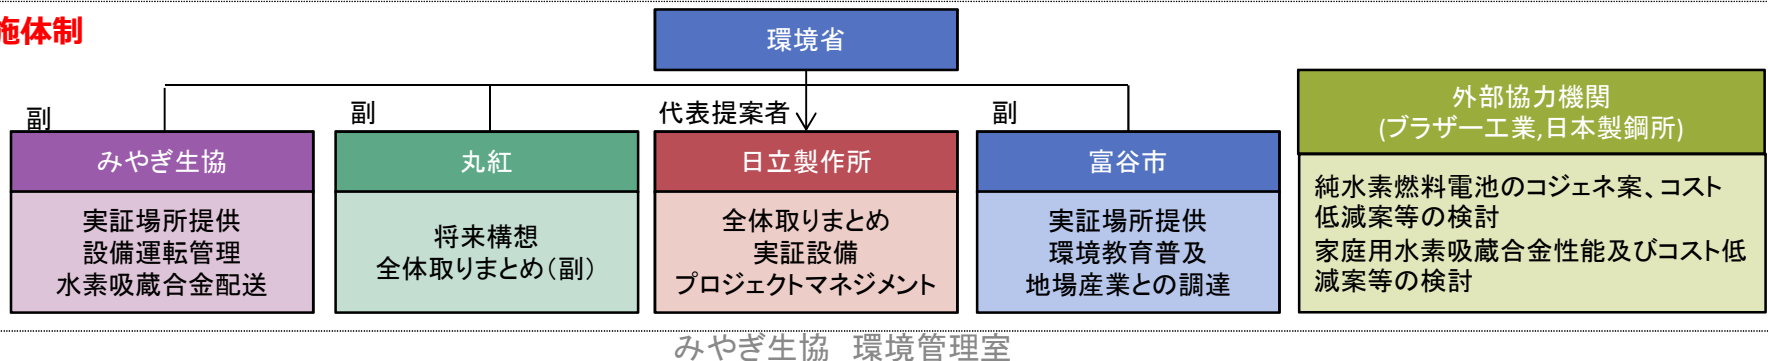 施体制
環境省
副
副
代表提案者
副
みやぎ生協
実証場所提供
設備運転管理
水素吸蔵合金配送
丸紅
将来構想
全体取りまとめ(副)
日立製作所
全体取りまとめ
実証設備
プロジェクトマネジメント
富谷市
実証場所提供
環境教育普及
地場産業との調達
外部協力機関
(ブラザー工業,日本製鋼所)
純水素燃料電池のコジェネ案、コスト
低減案等の検討
家庭用水素吸蔵合金性能及びコスト低
減案等の検討
みやぎ生協 環境管理室